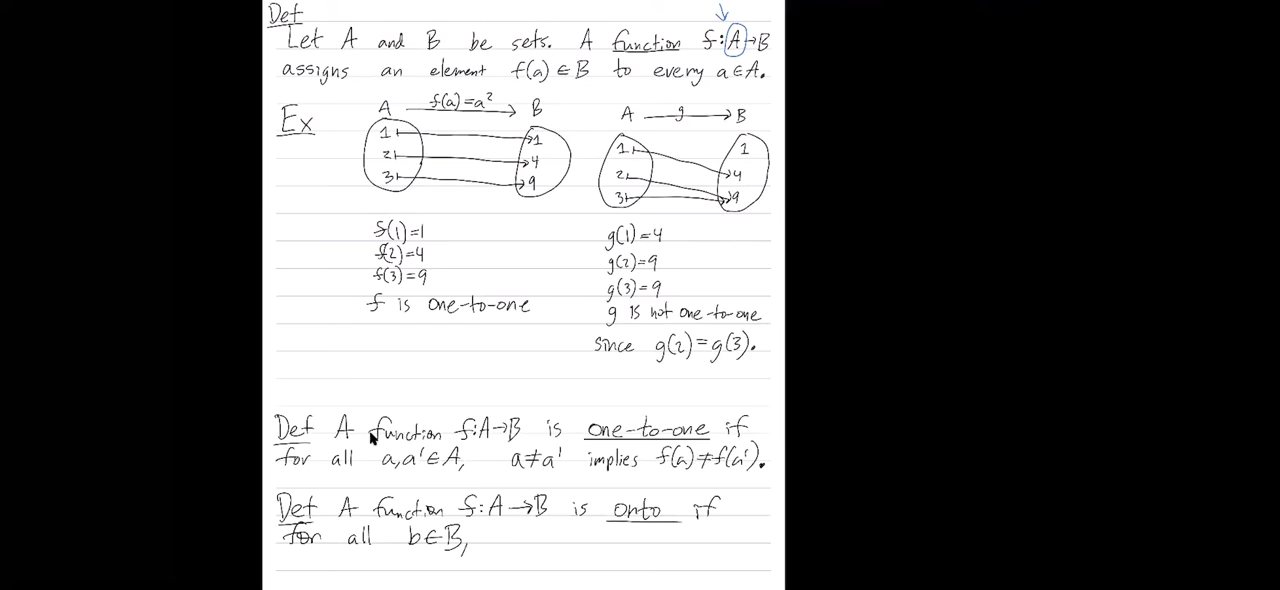 Def
Let A and B be sets. A function f:A→B
assigns an element f(a)∈B to every a∈A.
Ex
A f(a)=a² B
1 1
2 4
3 9
f(1)=1
f(2)=4
f(3)=9
f is one-to-one
A g B
1 1
2 4
3 9
g(1)=4
g(2)=9
g(3)=9
g is not one-to-one
since g(2)=g(3).
Def A function f:A→B is one-to-one if
for all a,a'∈A, a≠a' implies f(a)≠f(a').
Def A function f:A→B is onto if
for all b∈B,